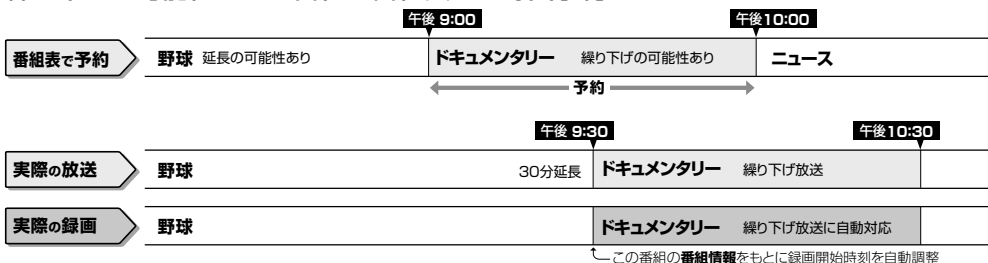 午後 9:00 午後10:00
番組表で予約 野球 延長の可能性あり ドキュメンタリー 繰り下げの可能性あり ニュース
予約
午後 9:30 午後10:30
実際の放送 野球 30分延長 ドキュメンタリー 繰り下げ放送
実際の録画 野球 ドキュメンタリー 繰り下げ放送に自動対応
この番組の番組情報をもとに録画開始時刻を自動調整